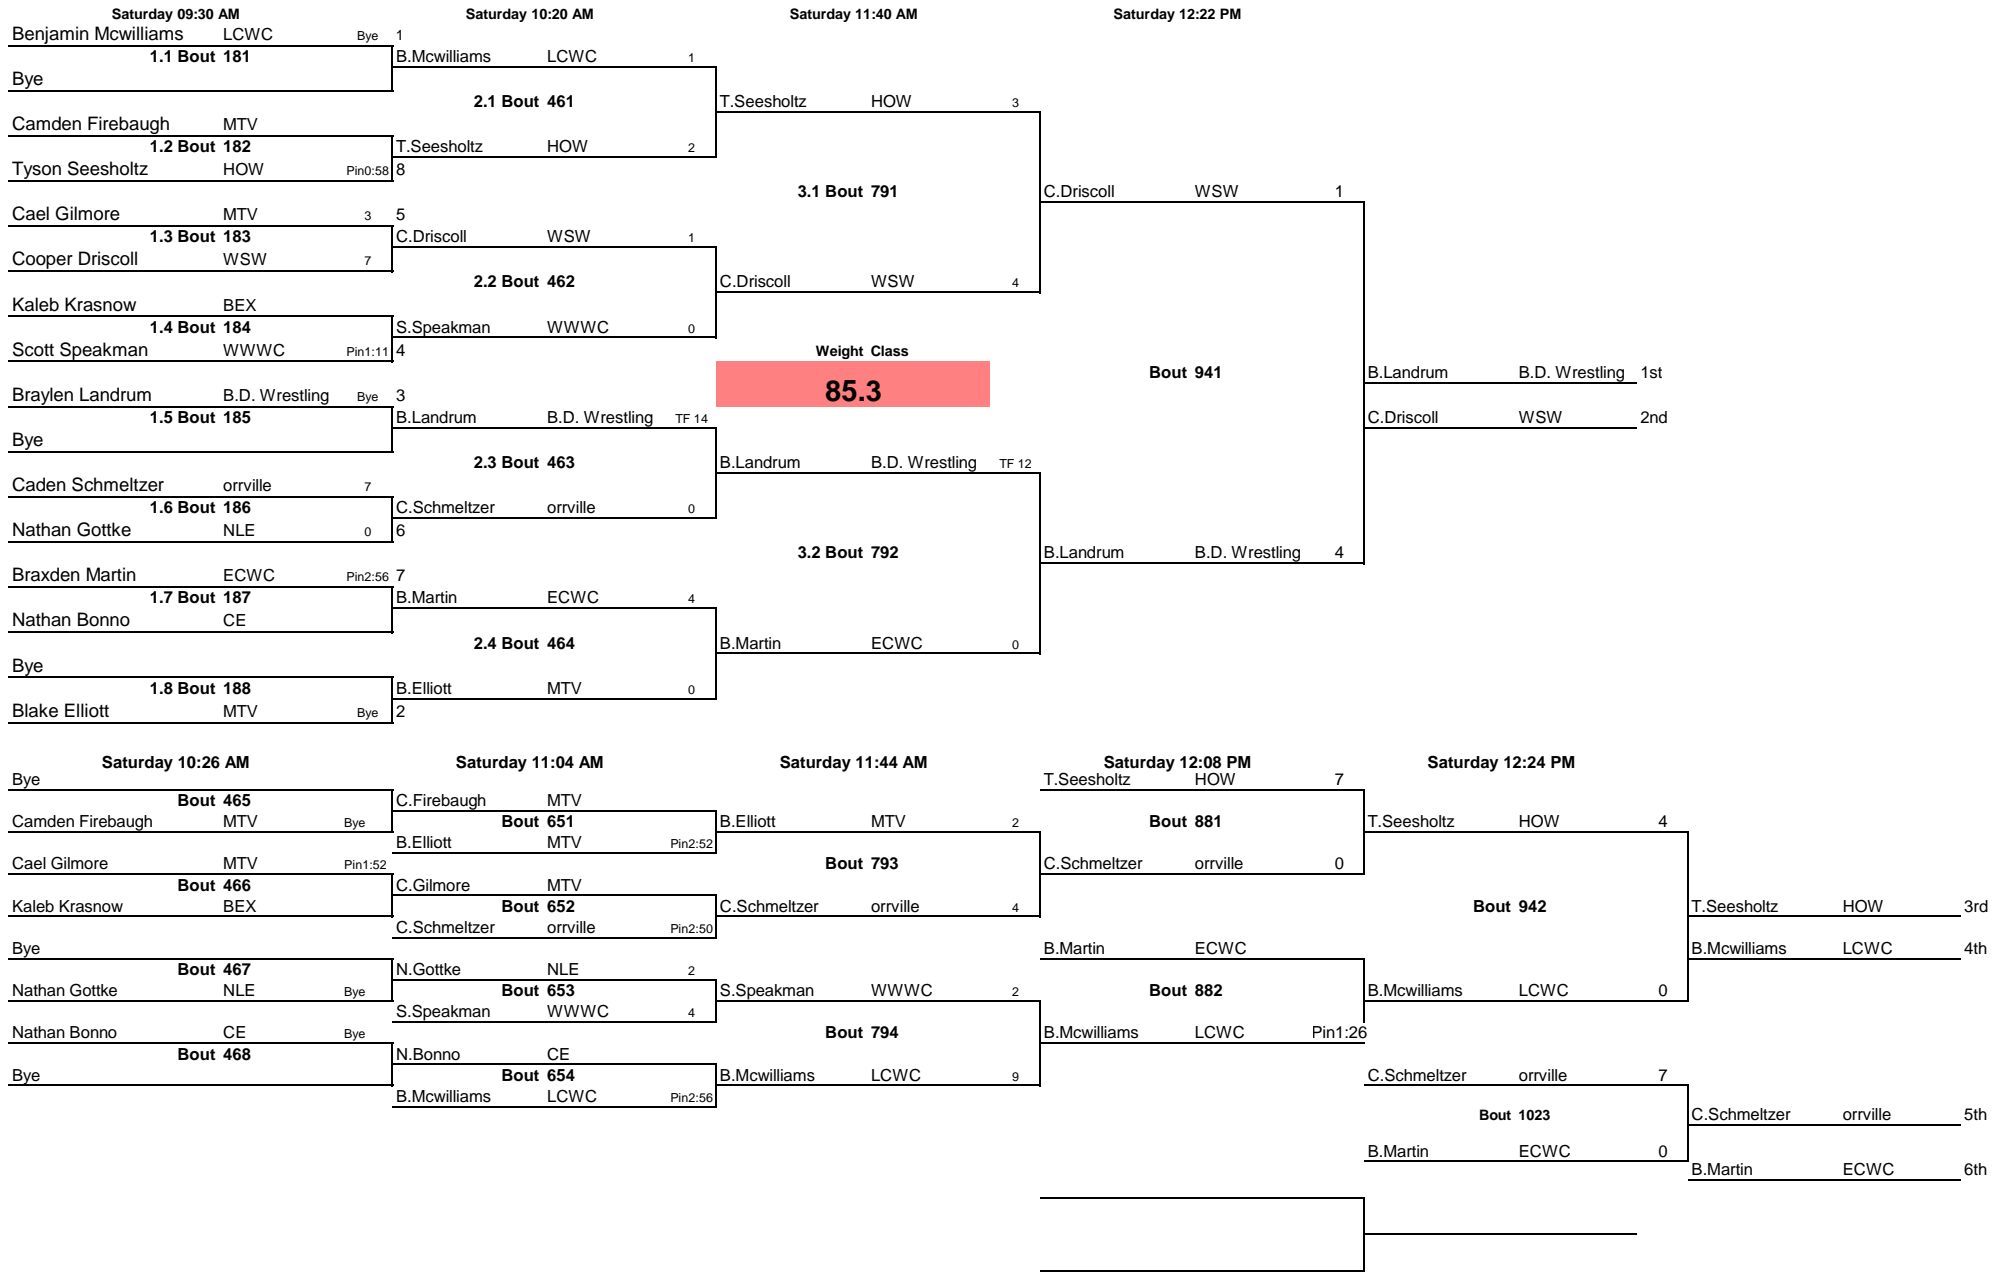 Saturday 09:30 AM Saturday 10:20 AM Saturday 11:40 AM Saturday 12:22 PM
Benjamin Mcwilliams LCWC Bye 1
1.1 Bout 181 B.Mcwilliams LCWC 1
Bye
2.1 Bout 461 T.Seesholtz HOW 3
Camden Firebaugh MTV
1.2 Bout 182 T.Seesholtz HOW 2
Tyson Seesholtz HOW Pin0:58 8
3.1 Bout 791 C.Driscoll WSW 1
Cael Gilmore MTV 3 5
1.3 Bout 183 C.Driscoll WSW 1
Cooper Driscoll WSW 7
2.2 Bout 462 C.Driscoll WSW 4
Kaleb Krasnow BEX
1.4 Bout 184 S.Speakman WWWC 0
Scott Speakman WWWC Pin1:11 4 Weight Class
Bout 941 B.Landrum B.D. Wrestling 1st
85.3
Braylen Landrum B.D. Wrestling Bye 3
1.5 Bout 185 B.Landrum B.D. Wrestling TF 14 C.Driscoll WSW 2nd
Bye
2.3 Bout 463 B.Landrum B.D. Wrestling TF 12
Caden Schmeltzer orrville 7
1.6 Bout 186 C.Schmeltzer orrville 0
Nathan Gottke NLE 0 6
3.2 Bout 792 B.Landrum B.D. Wrestling 4
Braxden Martin ECWC Pin2:56 7
1.7 Bout 187 B.Martin ECWC 4
Nathan Bonno CE
2.4 Bout 464 B.Martin ECWC 0
Bye
1.8 Bout 188 B.Elliott MTV 0
Blake Elliott MTV Bye 2
Saturday 10:26 AM Saturday 11:04 AM Saturday 11:44 AM Saturday 12:08 PM Saturday 12:24 PM
Bye T.Seesholtz HOW 7
Bout 465 C.Firebaugh MTV
Camden Firebaugh MTV Bye Bout 651 B.Elliott MTV 2 Bout 881 T.Seesholtz HOW 4
B.Elliott MTV Pin2:52
Cael Gilmore MTV Pin1:52 Bout 793 C.Schmeltzer orrville 0
Bout 466 C.Gilmore MTV
Kaleb Krasnow BEX Bout 652 C.Schmeltzer orrville 4 Bout 942 T.Seesholtz HOW 3rd
C.Schmeltzer orrville Pin2:50
Bye B.Martin ECWC B.Mcwilliams LCWC 4th
Bout 467 N.Gottke NLE 2
Nathan Gottke NLE Bye Bout 653 S.Speakman WWWC 2 Bout 882 B.Mcwilliams LCWC 0
S.Speakman WWWC 4
Nathan Bonno CE Bye Bout 794 B.Mcwilliams LCWC Pin1:26
Bout 468 N.Bonno CE
Bye Bout 654 B.Mcwilliams LCWC 9 C.Schmeltzer orrville 7
B.Mcwilliams LCWC Pin2:56
Bout 1023 C.Schmeltzer orrville 5th
B.Martin ECWC 0
B.Martin ECWC 6th